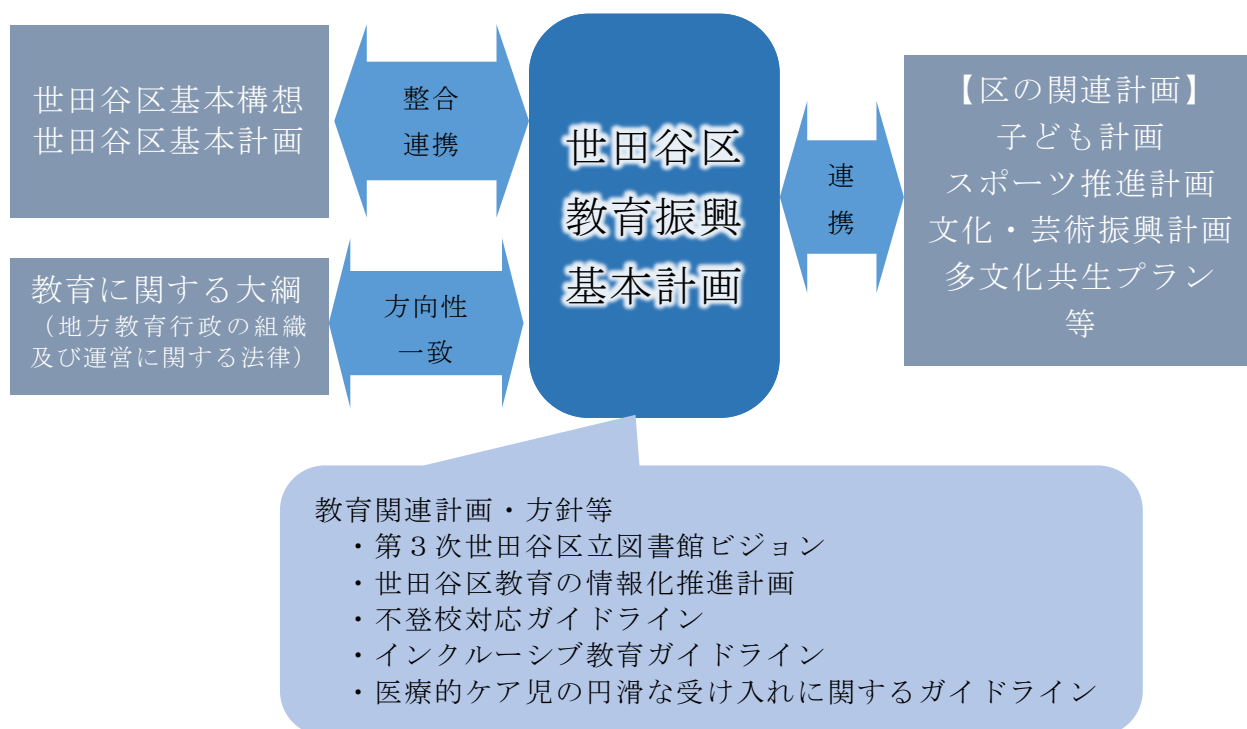 世田谷区基本構想
世田谷区基本計画
整合
連携
教育に関する大綱
（地方教育行政の組織
及び運営に関する法律）
方向性
一致
世田谷区
教育振興
基本計画
連
携
【区の関連計画】
子ども計画
スポーツ推進計画
文化・芸術振興計画
多文化共生プラン
等
教育関連計画・方針等
・第３次世田谷区立図書館ビジョン
・世田谷区教育の情報化推進計画
・不登校対応ガイドライン
・インクルーシブ教育ガイドライン
・医療的ケア児の円滑な受け入れに関するガイドライン